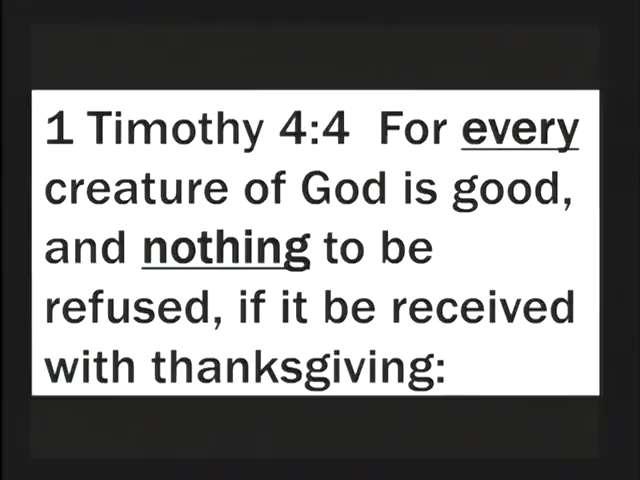 1 Timothy 4:4  For every
creature of God is good,
and nothing to be
refused, if it be received
with thanksgiving: